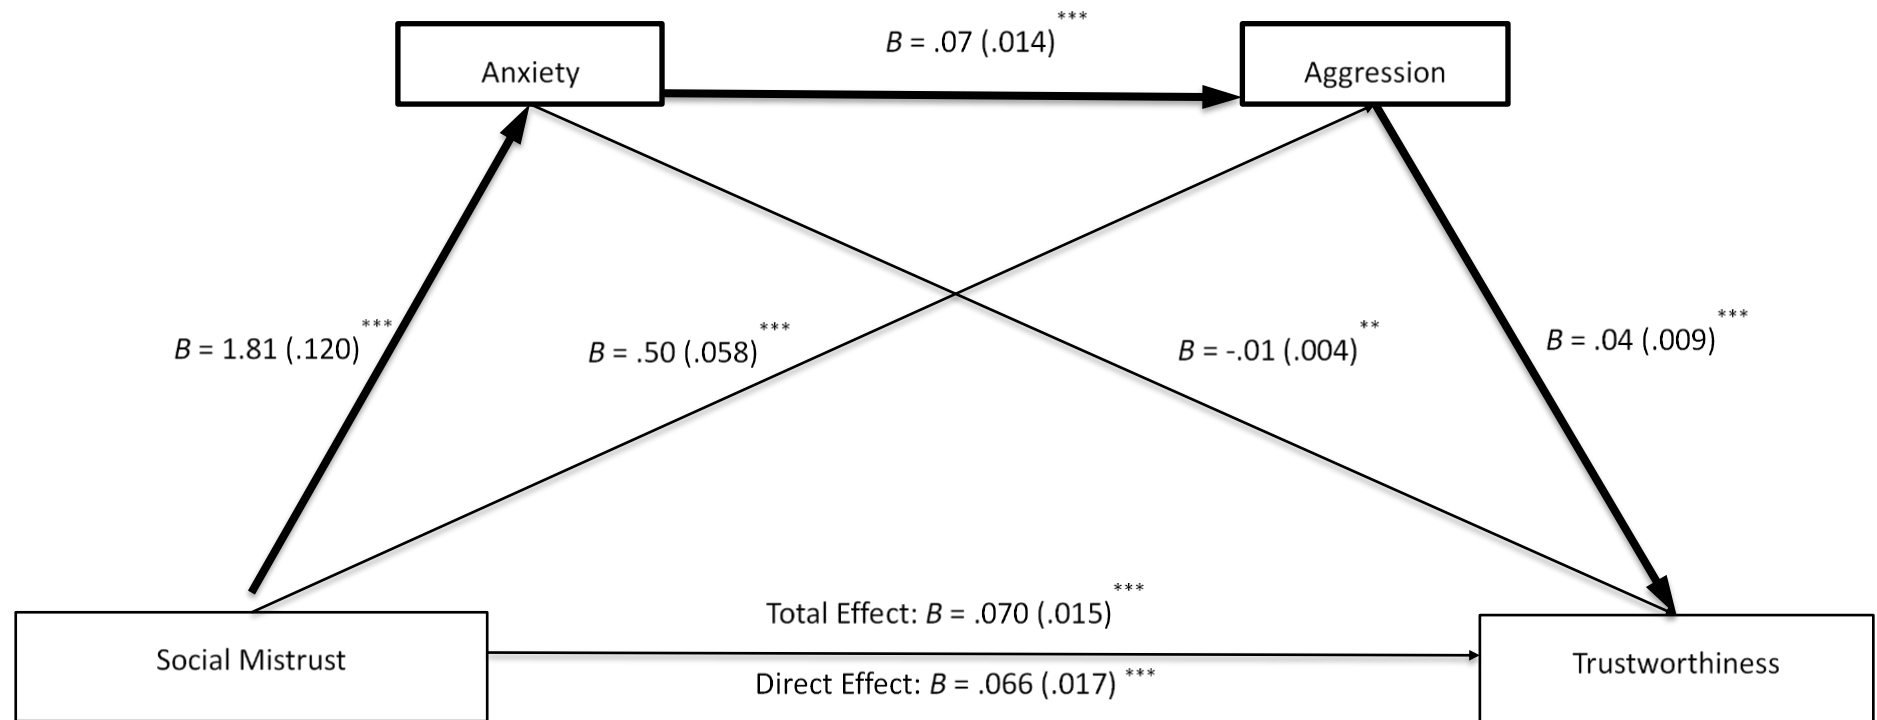 B = .07 (.014)***
Anxiety
Aggression
B = 1.81 (.120)***
B = .50 (.058)***
B = -.01 (.004)**
B = .04 (.009)***
Total Effect: B = .070 (.015)***
Social Mistrust
Trustworthiness
Direct Effect: B = .066 (.017) ***